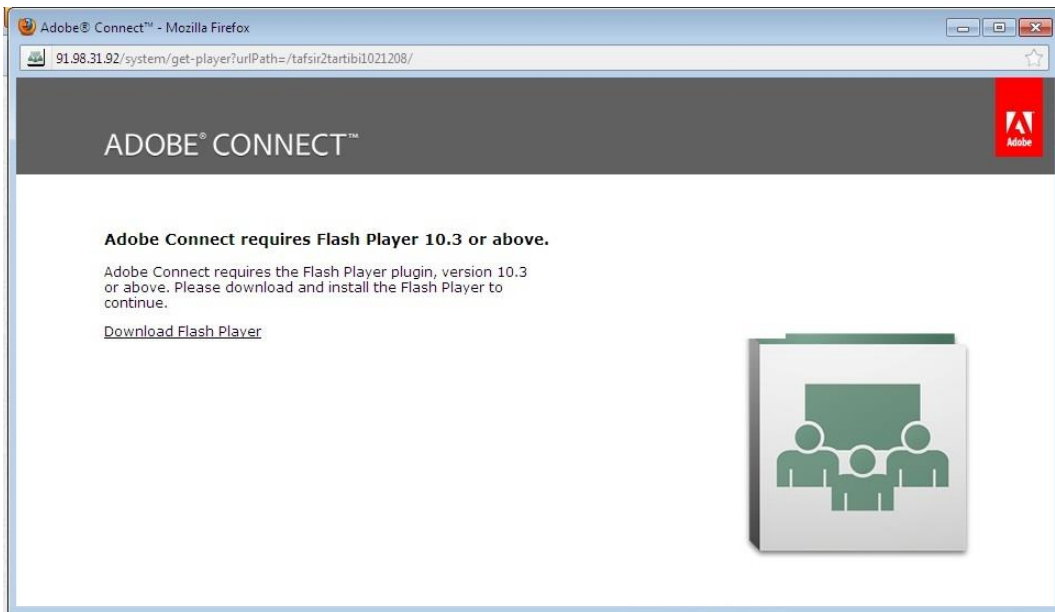 Adobe® Connect™ - Mozilla Firefox
91.98.31.92/system/get-player?urlPath=/tafsir2tartibi1021208/
ADOBE® CONNECT™
Adobe
Adobe Connect requires Flash Player 10.3 or above.
Adobe Connect requires the Flash Player plugin, version 10.3
or above. Please download and install the Flash Player to
continue.
Download Flash Player